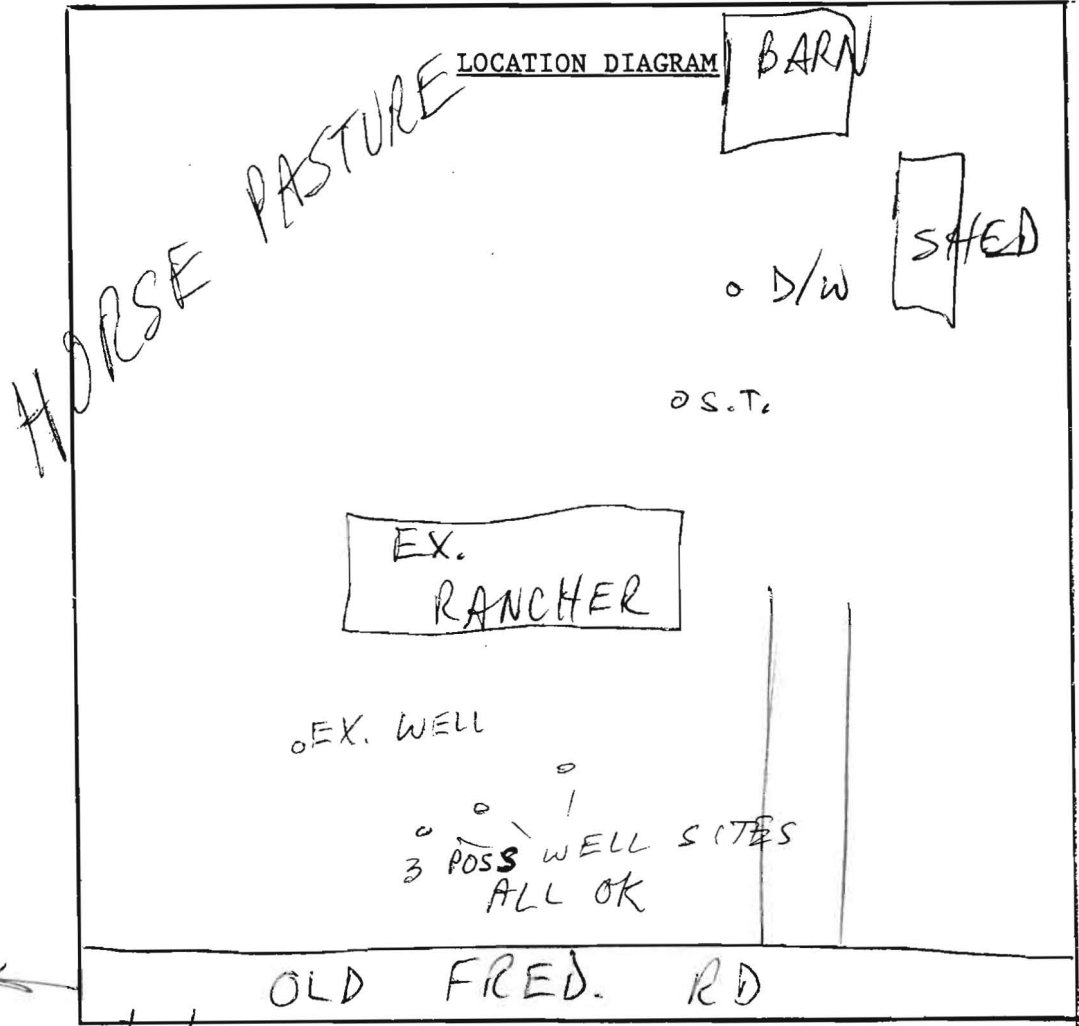 LOCATION DIAGRAM
BARN
HORSE PASTURE
SHED
D/W
S.T.
EX.
RANCHER
EX. WELL
3 POSS WELL SITES
ALL OK
OLD FRED. RD